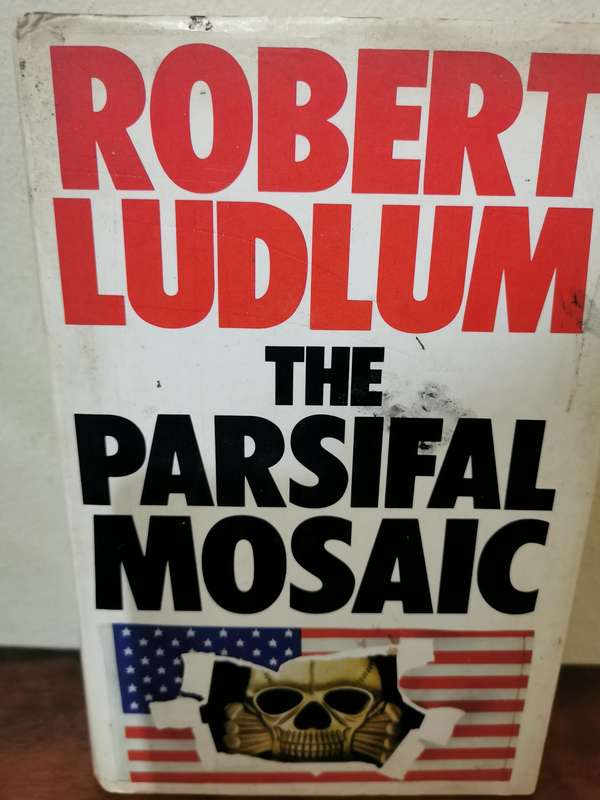 ROBERT
LUDLUM
THE
PARSIFAL
MOSAIC